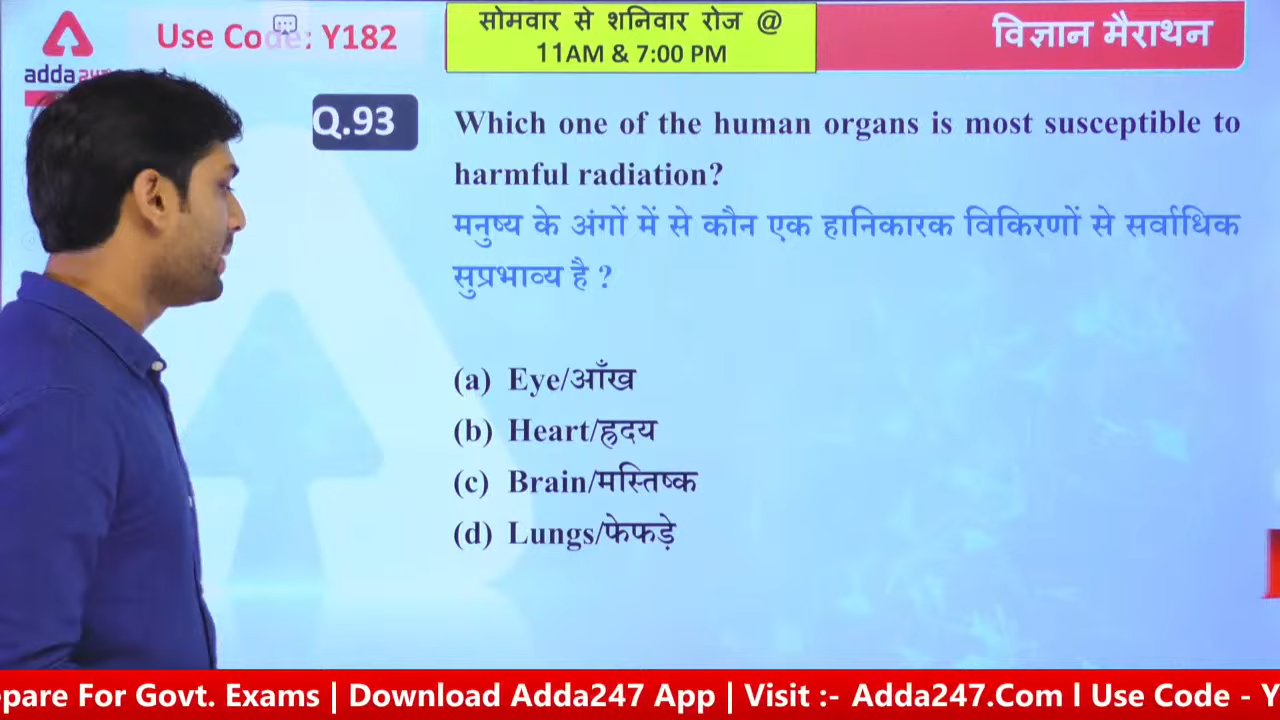 adda
Use Code: Y182
सोमवार से शनिवार रोज @
11AM & 7:00 PM
विज्ञान मैराथन
Q.93
Which one of the human organs is most susceptible to
harmful radiation?
मनुष्य के अंगों में से कौन एक हानिकारक विकिरणों से सर्वाधिक
सुप्रभाव्य है ?
(a) Eye/आँख
(b) Heart/ह्रदय
(c) Brain/मस्तिष्क
(d) Lungs/फेफड़े
epare For Govt. Exams | Download Adda247 App | Visit :- Adda247.Com l Use Code - Y